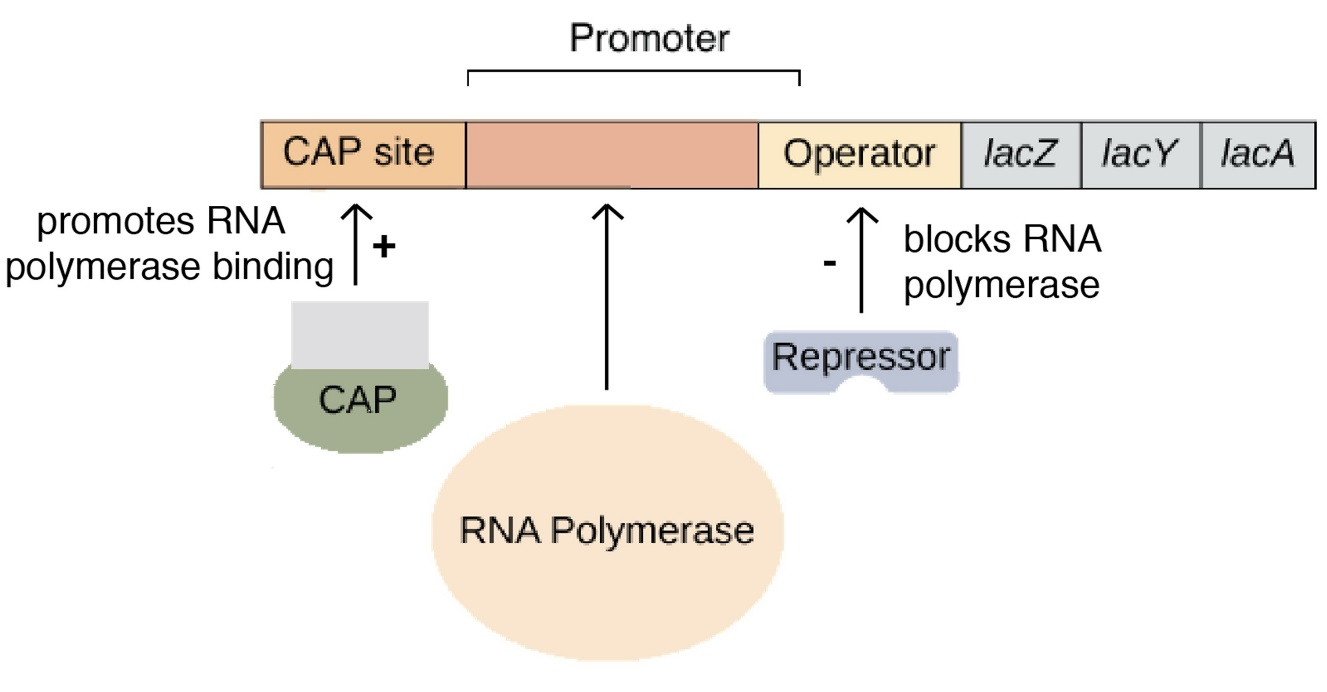 Promoter
CAP site
Operator
lacZ
lacY
lacA
promotes RNA
polymerase binding
+
-
blocks RNA
polymerase
Repressor
CAP
RNA Polymerase